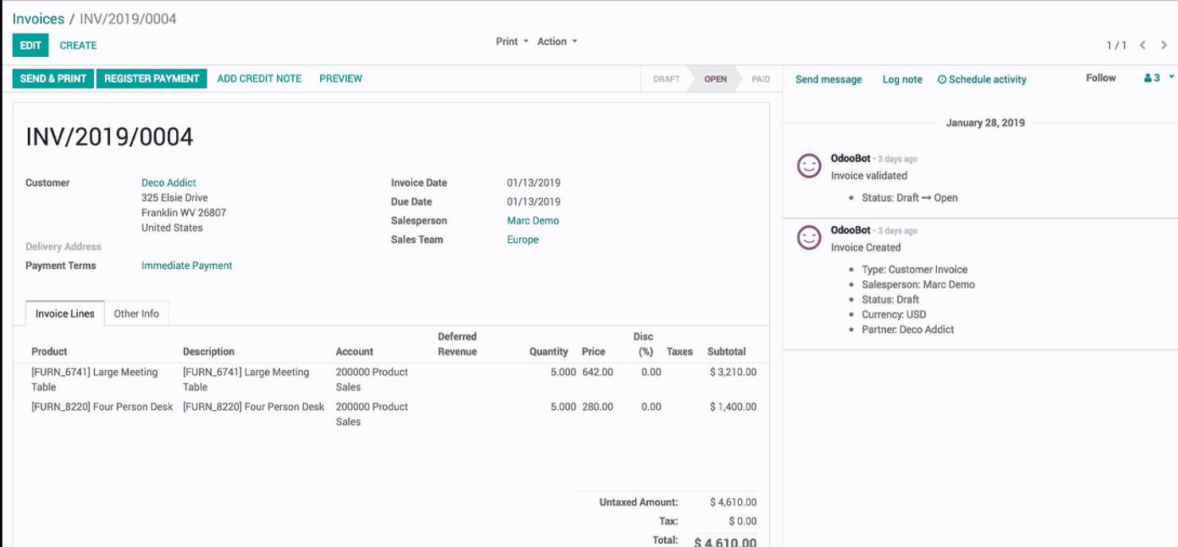 Invoices / INV/2019/0004
EDIT CREATE
Print Action
1 / 1
SEND & PRINT REGISTER PAYMENT ADD CREDIT NOTE PREVIEW
DRAFT OPEN PAID
Send message Log note Schedule activity
Follow 3
INV/2019/0004
Customer Deco Addict
325 Elsie Drive
Franklin WV 26807
United States
Delivery Address
Payment Terms Immediate Payment
Invoice Date 01/13/2019
Due Date 01/13/2019
Salesperson Marc Demo
Sales Team Europe
Invoice Lines Other Info
Product Description Account Deferred Revenue Quantity Price Disc (%) Taxes Subtotal
[FURN_6741] Large Meeting Table [FURN_6741] Large Meeting Table 200000 Product Sales 5.000 642.00 0.00 $ 3,210.00
[FURN_8220] Four Person Desk [FURN_8220] Four Person Desk 200000 Product Sales 5.000 280.00 0.00 $ 1,400.00
Untaxed Amount: $ 4,610.00
Tax: $ 0.00
Total: $ 4,610.00
January 28, 2019
OdooBot - 3 days ago
Invoice validated
• Status: Draft → Open
OdooBot - 3 days ago
Invoice Created
• Type: Customer Invoice
• Salesperson: Marc Demo
• Status: Draft
• Currency: USD
• Partner: Deco Addict